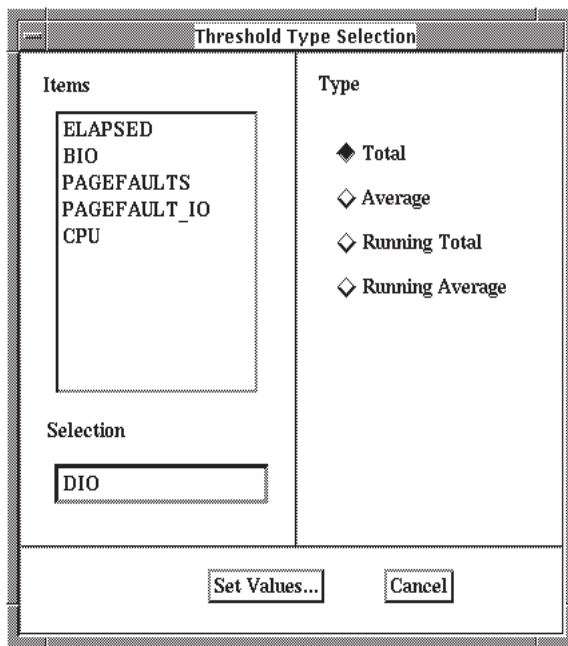 Threshold Type Selection
Items
ELAPSED
BIO
PAGEFAULTS
PAGEFAULT_IO
CPU
Selection
DIO
Type
Total
Average
Running Total
Running Average
Set Values...
Cancel